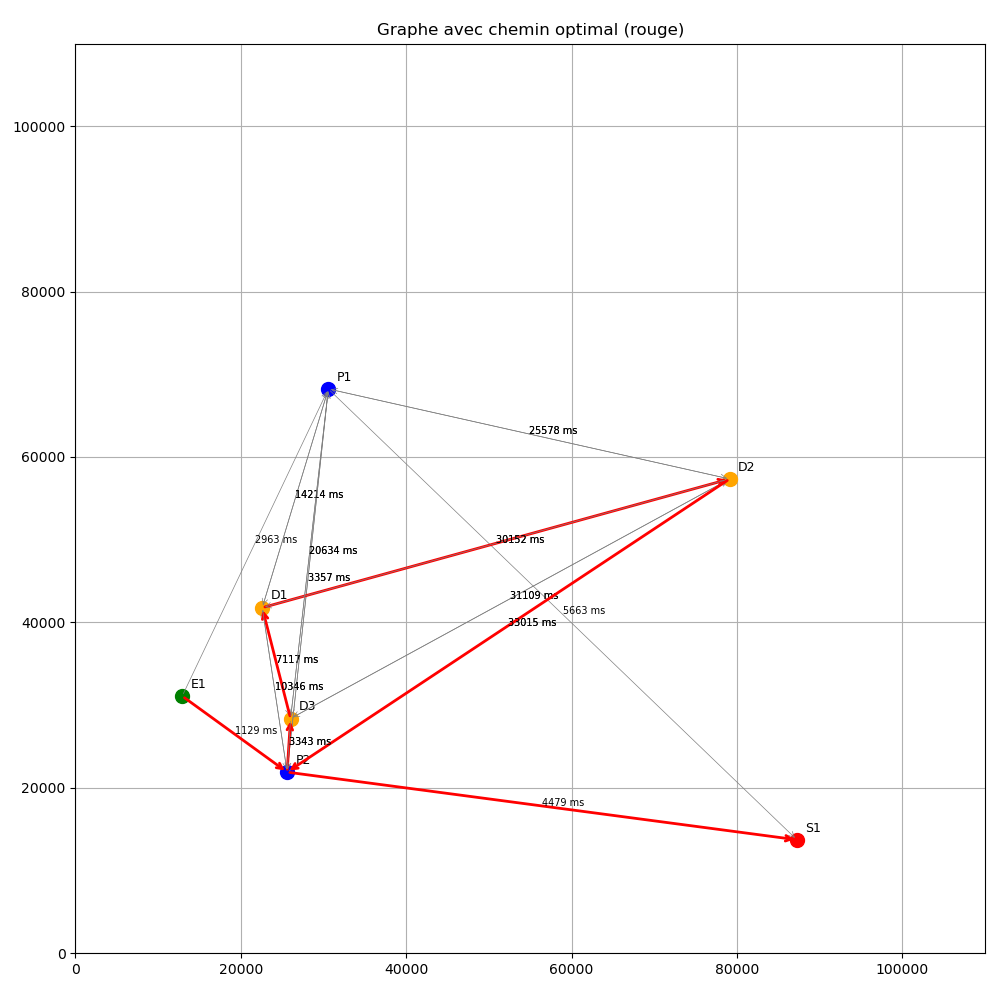 Graphe avec chemin optimal (rouge)
100000
80000
P1
25578 ms
D2
60000
14214 ms
2963 ms
30152 ms
20634 ms
3357 ms
D1
31109 ms
5663 ms
40000
33015 ms
7117 ms
E1
10346 ms
D3
1129 ms
3343 ms
P2
20000
4479 ms
S1
0
0 20000 40000 60000 80000 100000